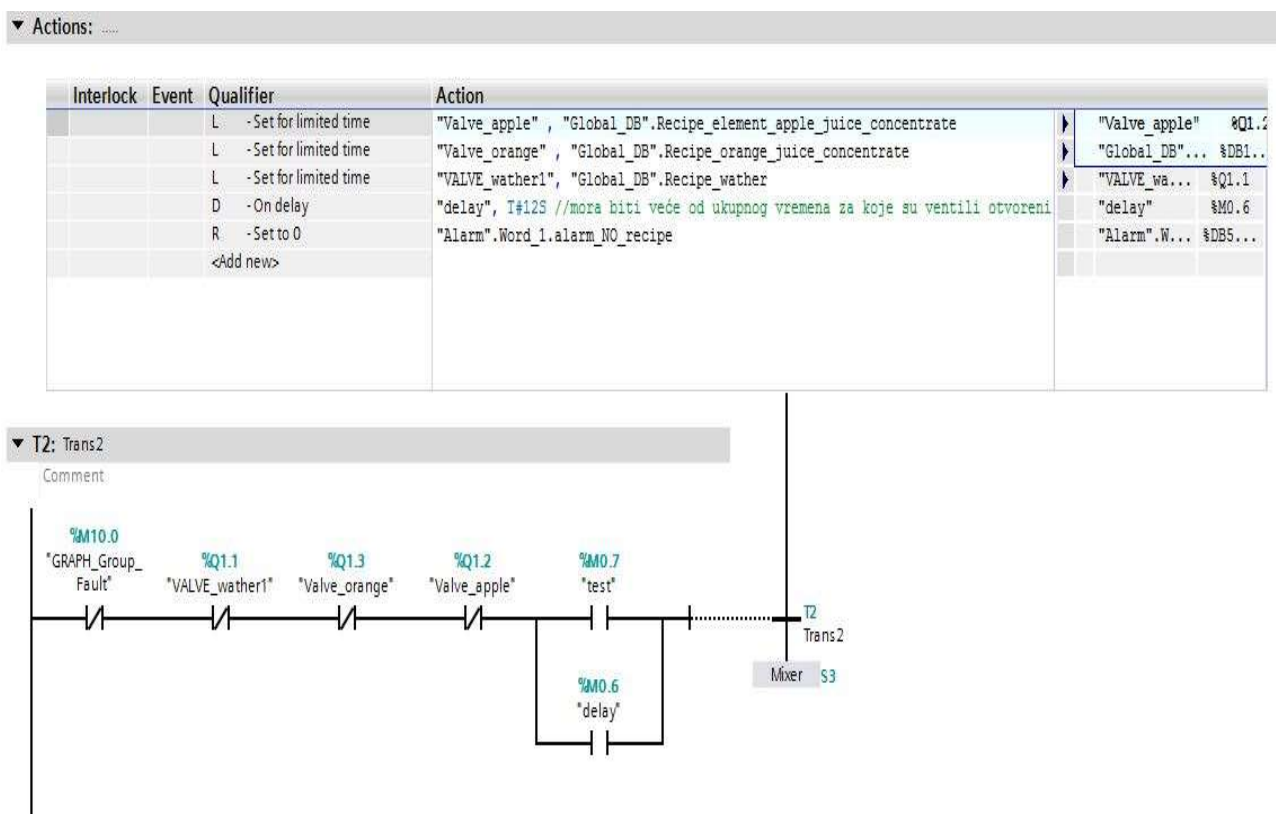 Actions: .....
Interlock Event Qualifier Action
L - Set for limited time "Valve_apple" , "Global_DB".Recipe_element_apple_juice_concentrate "Valve_apple" %Q1.2
L - Set for limited time "Valve_orange" , "Global_DB".Recipe_orange_juice_concentrate "Global_DB"... %DB1..
L - Set for limited time "VALVE_wather1", "Global_DB".Recipe_wather "VALVE_wa... %Q1.1
D - On delay "delay", T#12S //mora biti veće od ukupnog vremena za koje su ventili otvoreni "delay" %M0.6
R - Set to 0 "Alarm".Word_1.alarm_NO_recipe "Alarm".W... %DB5...
<Add new>
T2: Trans2
Comment
%M10.0
"GRAPH_Group_ %Q1.1 %Q1.3 %Q1.2 %M0.7
Fault" "VALVE_wather1" "Valve_orange" "Valve_apple" "test"
T2
Trans2
Mixer S3
%M0.6
"delay"